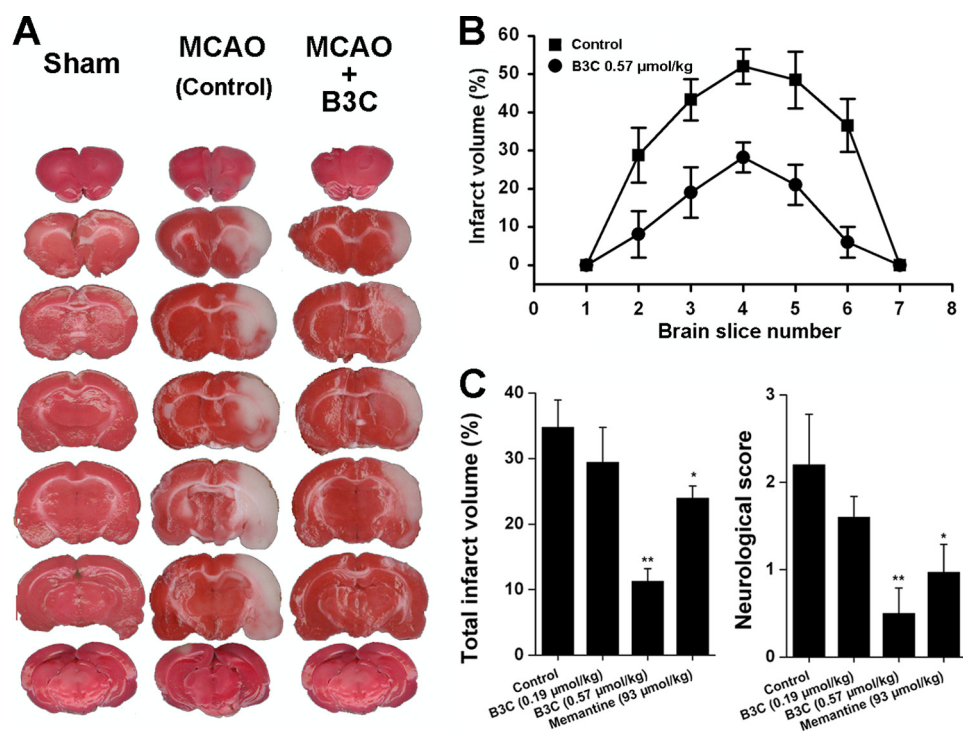 A
Sham
MCAO
(Control)
MCAO
+
B3C
B
Control
B3C 0.57 μmol/kg
Infarct volume (%)
60
50
40
30
20
10
0
0 1 2 3 4 5 6 7 8
Brain slice number
C
Total infarct volume (%)
40
30
20
10
0
*
**
Control
B3C (0.19 μmol/kg)
B3C (0.57 μmol/kg)
Memantine (93 μmol/kg)
Neurological score
3
2
1
0
*
**
Control
B3C (0.19 μmol/kg)
B3C (0.57 μmol/kg)
Memantine (93 μmol/kg)